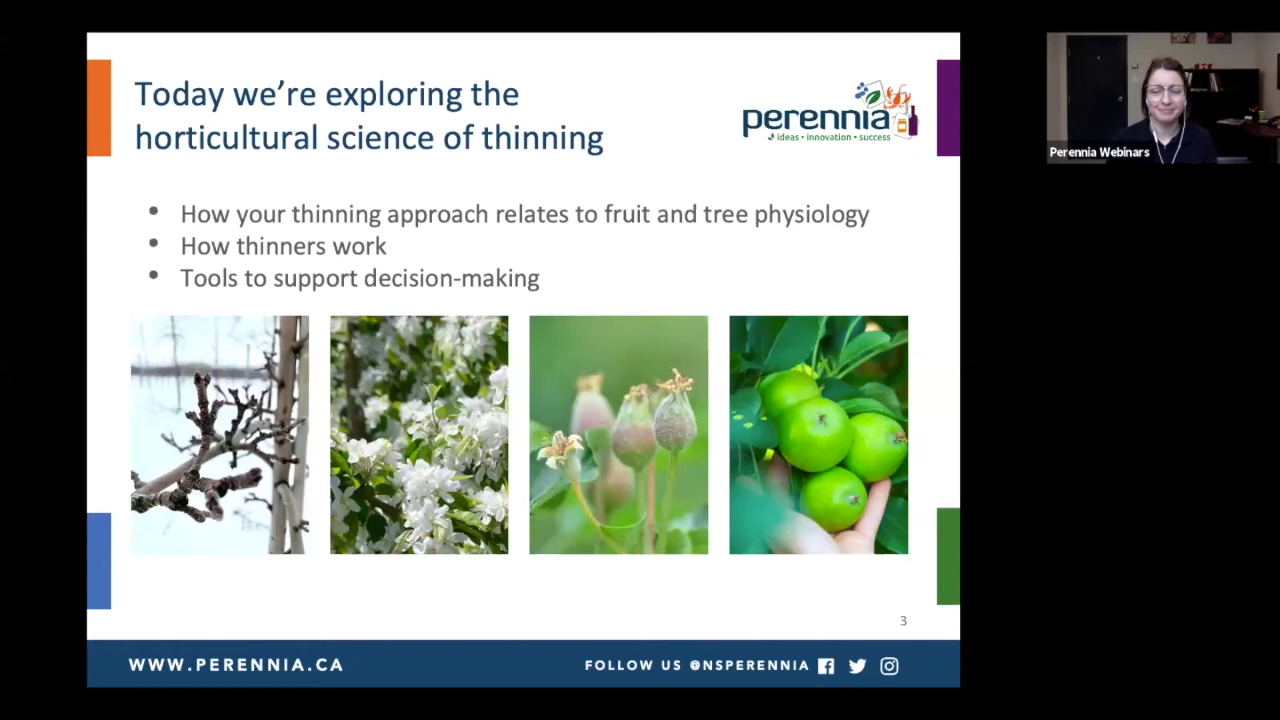 Today we're exploring the
horticultural science of thinning
perennia
ideas • innovation • success
• How your thinning approach relates to fruit and tree physiology
• How thinners work
• Tools to support decision-making
3
WWW.PERENNIA.CA
FOLLOW US @NSPERENNIA
Perennia Webinars